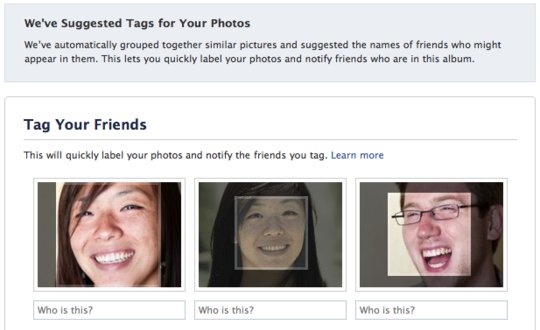 We've Suggested Tags for Your Photos
We've automatically grouped together similar pictures and suggested the names of friends who might
appear in them. This lets you quickly label your photos and notify friends who are in this album.
Tag Your Friends
This will quickly label your photos and notify the friends you tag. Learn more
Who is this?
Who is this?
Who is this?